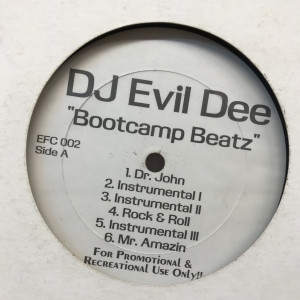 DJ Evil Dee
"Bootcamp Beatz"
EFC 002
Side A
1. Dr. John
2. Instrumental I
3. Instrumental II
4. Rock & Roll
5. Instrumental III
6. Mr. Amazin
For Promotional &
Recreational Use Only!!